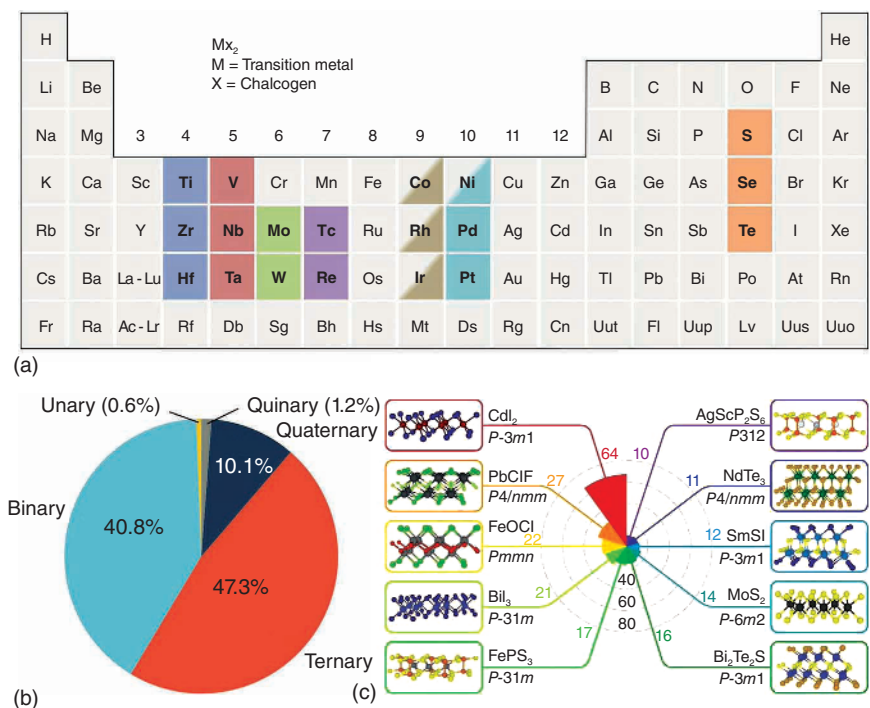 H He
Mx2
M = Transition metal
X = Chalcogen
Li Be B C N O F Ne
Na Mg 3 4 5 6 7 8 9 10 11 12 Al Si P S Cl Ar
K Ca Sc Ti V Cr Mn Fe Co Ni Cu Zn Ga Ge As Se Br Kr
Rb Sr Y Zr Nb Mo Tc Ru Rh Pd Ag Cd In Sn Sb Te I Xe
Cs Ba La - Lu Hf Ta W Re Os Ir Pt Au Hg Tl Pb Bi Po At Rn
Fr Ra Ac - Lr Rf Db Sg Bh Hs Mt Ds Rg Cn Uut Fl Uup Lv Uus Uuo
(a)
Unary (0.6%)
Quinary (1.2%)
Quaternary
10.1%
Binary
40.8%
47.3%
Ternary
(b)
CdI2
P-3m1
64
PbClF
P4/nmm
27
FeOCl
Pmmn
22
BiI3
P-31m
21
FePS3
P-31m
17
40
60
80
AgScP2S6
P312
10
NdTe3
P4/nmm
11
SmSI
P-3m1
12
MoS2
P-6m2
14
Bi2Te2S
P-3m1
16
(c)